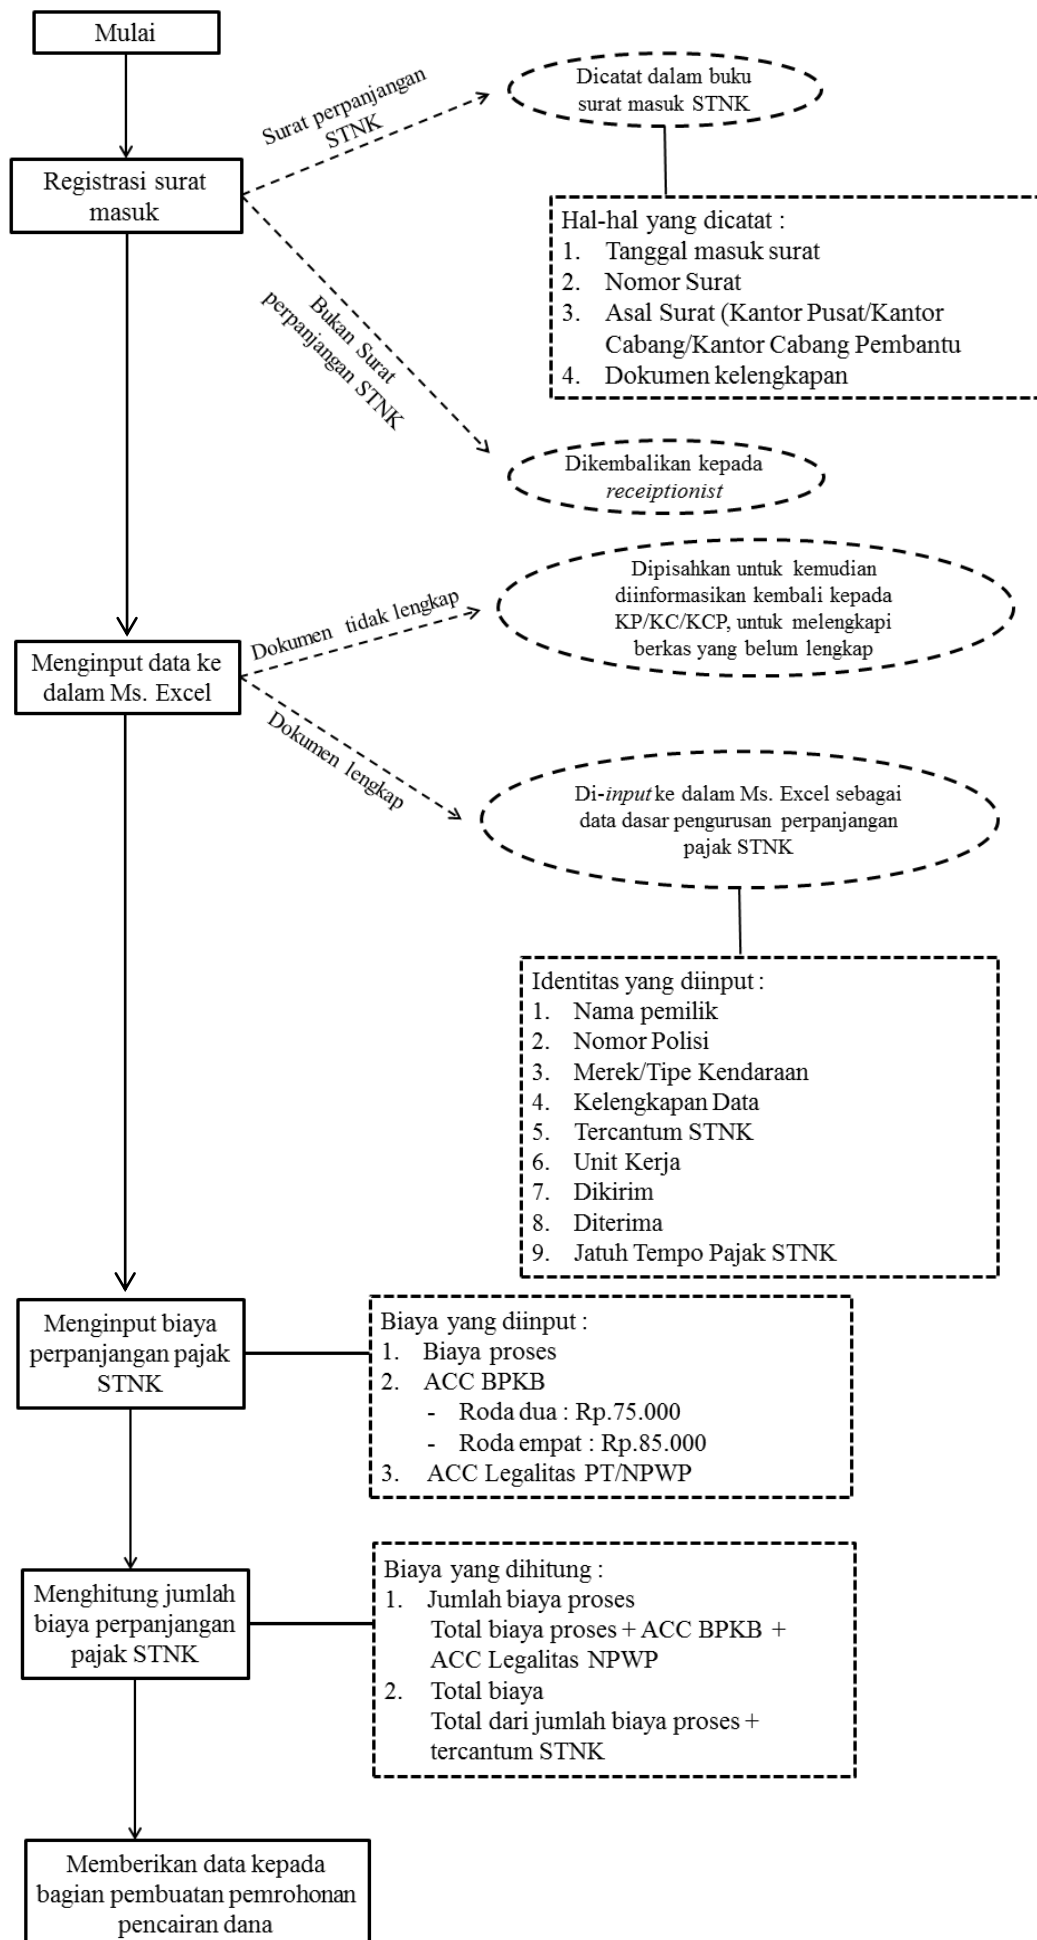 Mulai
Surat perpanjangan
STNK
Dicatat dalam buku
surat masuk STNK
Registrasi surat
masuk
Hal-hal yang dicatat :
1. Tanggal masuk surat
2. Nomor Surat
3. Asal Surat (Kantor Pusat/Kantor
Cabang/Kantor Cabang Pembantu
4. Dokumen kelengkapan
Bukan Surat
perpanjangan STNK
Dikembalikan kepada
receiptionist
Dokumen tidak lengkap
Dipisahkan untuk kemudian
diinformasikan kembali kepada
KP/KC/KCP, untuk melengkapi
berkas yang belum lengkap
Menginput data ke
dalam Ms. Excel
Dokumen lengkap
Di-input ke dalam Ms. Excel sebagai
data dasar pengurusan perpanjangan
pajak STNK
Identitas yang diinput :
1. Nama pemilik
2. Nomor Polisi
3. Merek/Tipe Kendaraan
4. Kelengkapan Data
5. Tercantum STNK
6. Unit Kerja
7. Dikirim
8. Diterima
9. Jatuh Tempo Pajak STNK
Menginput biaya
perpanjangan pajak
STNK
Biaya yang diinput :
1. Biaya proses
2. ACC BPKB
- Roda dua : Rp.75.000
- Roda empat : Rp.85.000
3. ACC Legalitas PT/NPWP
Menghitung jumlah
biaya perpanjangan
pajak STNK
Biaya yang dihitung :
1. Jumlah biaya proses
Total biaya proses + ACC BPKB +
ACC Legalitas NPWP
2. Total biaya
Total dari jumlah biaya proses +
tercantum STNK
Memberikan data kepada
bagian pembuatan pemrohonan
pencairan dana